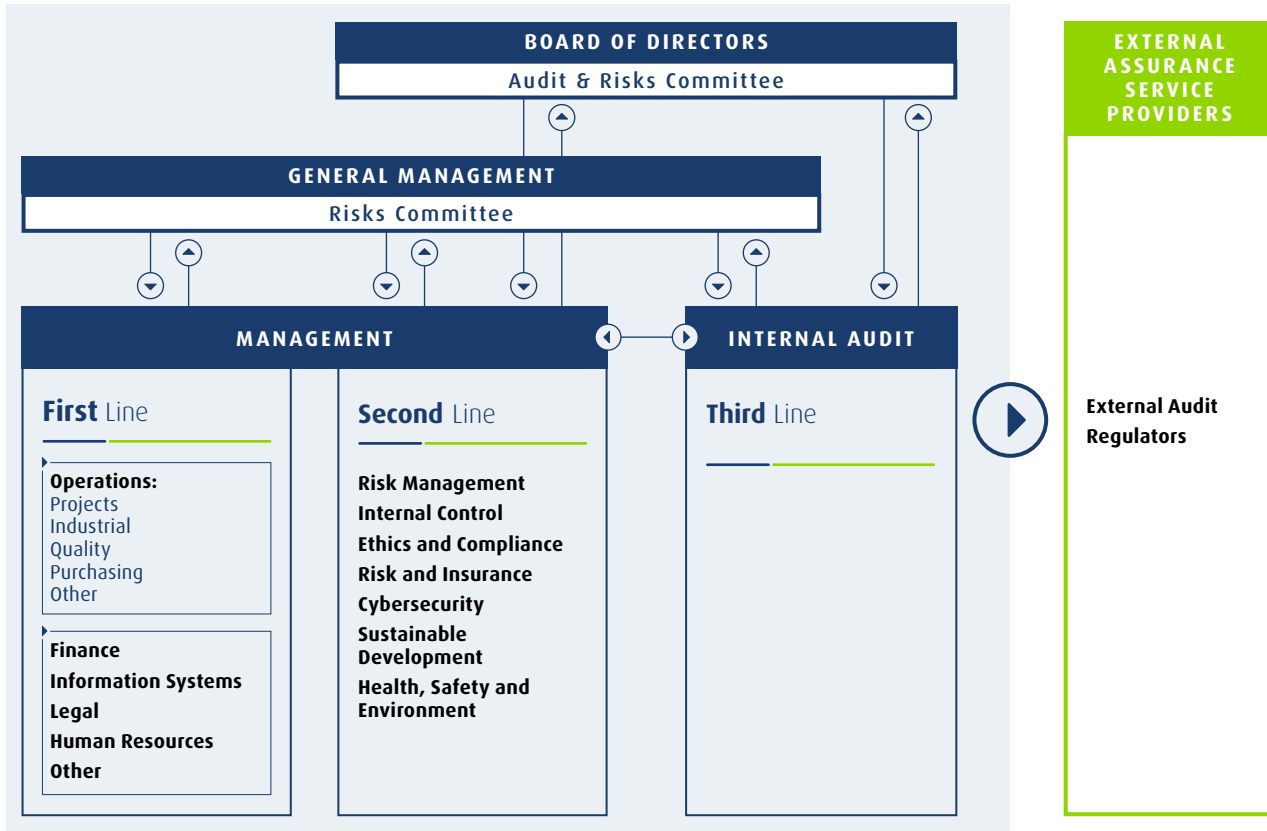 BOARD OF DIRECTORS
Audit & Risks Committee
GENERAL MANAGEMENT
Risks Committee
MANAGEMENT
INTERNAL AUDIT
First Line
Operations:
Projects
Industrial
Quality
Purchasing
Other
Finance
Information Systems
Legal
Human Resources
Other
Second Line
Risk Management
Internal Control
Ethics and Compliance
Risk and Insurance
Cybersecurity
Sustainable
Development
Health, Safety and
Environment
Third Line
EXTERNAL
ASSURANCE
SERVICE
PROVIDERS
External Audit
Regulators